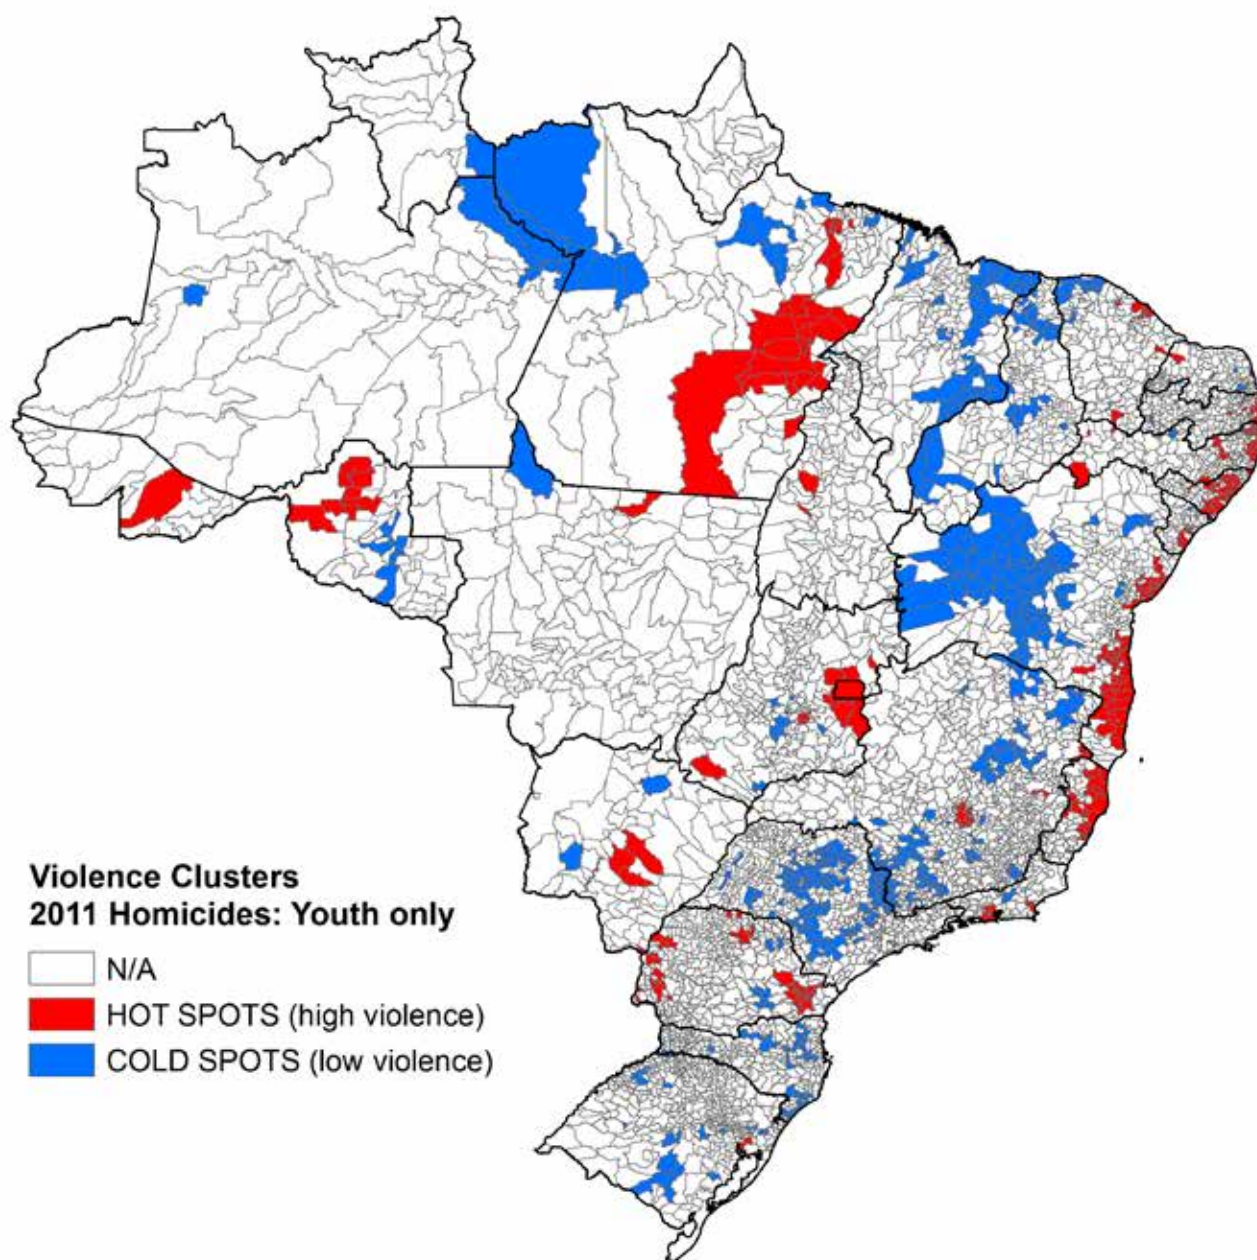 Violence Clusters
2011 Homicides: Youth only
N/A
HOT SPOTS (high violence)
COLD SPOTS (low violence)